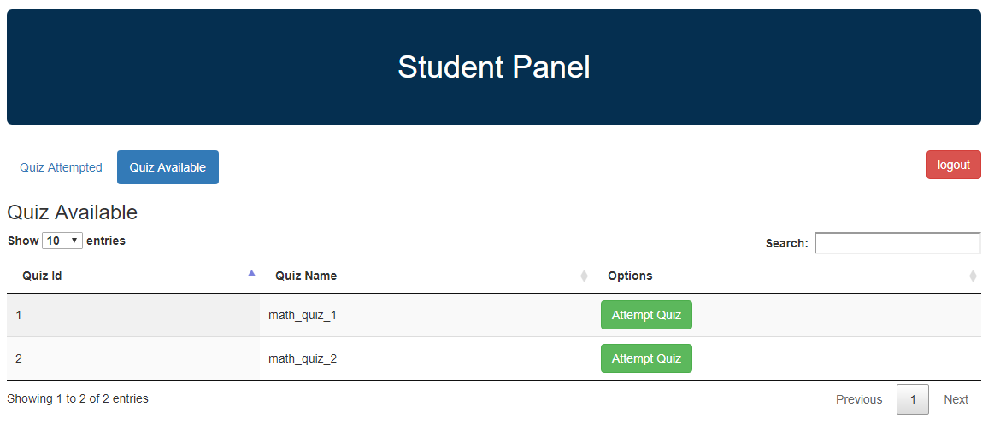 Student Panel
Quiz Attempted Quiz Available logout
Quiz Available
Show 10 entries Search:
Quiz Id Quiz Name Options
1 math_quiz_1 Attempt Quiz
2 math_quiz_2 Attempt Quiz
Showing 1 to 2 of 2 entries Previous 1 Next